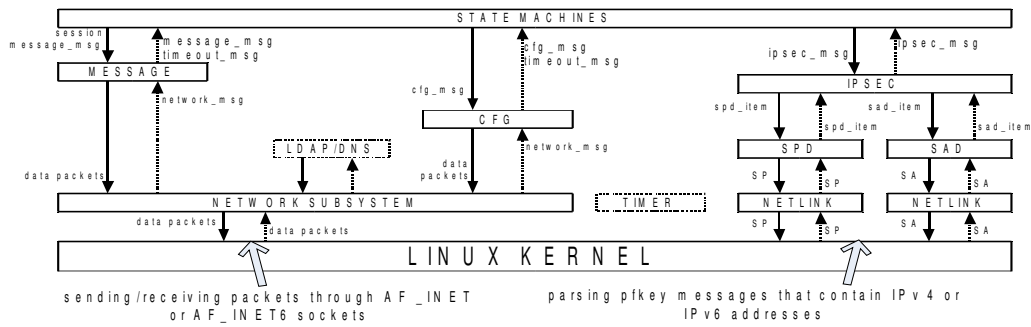 STATE MACHINES
session
message_msg
message_msg
timeout_msg
cfg_msg
timeout_msg
ipsec_msg
ipsec_msg
MESSAGE
IPSEC
network_msg
cfg_msg
spd_item
spd_item
sad_item
sad_item
CFG
LDAP/DNS
network_msg
SPD
SAD
data packets
data
packets
SP
SP
SA
SA
NETWORK SUBSYSTEM
TIMER
NETLINK
NETLINK
data packets
data packets
SP
SP
SA
SA
LINUX KERNEL
sending/receiving packets through AF_INET
or AF_INET6 sockets
parsing pfkey messages that contain IPv4 or
IPv6 addresses